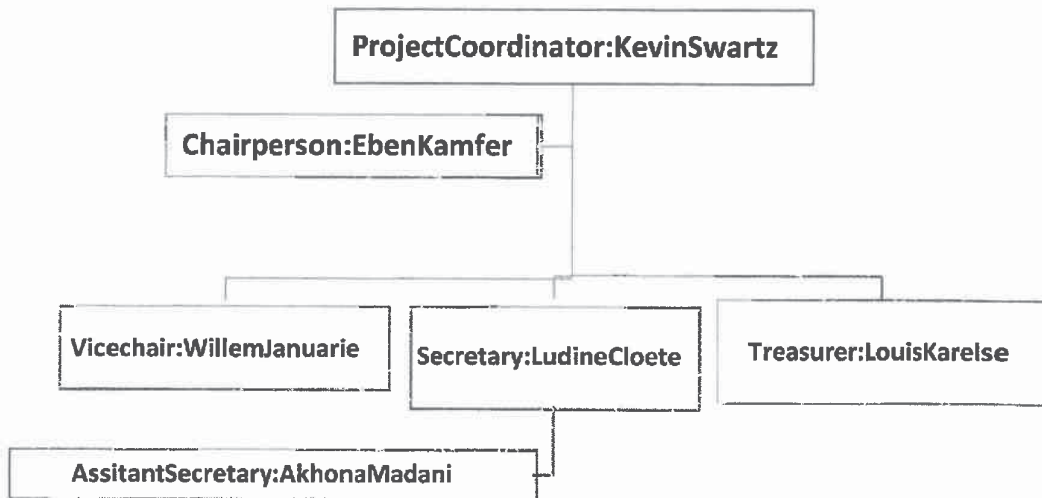 ProjectCoordinator:KevinSwartz
Chairperson:EbenKamfer
Vicechair:WillemJanuarie
Secretary:LudineCloete
Treasurer:LouisKarelse
AssitantSecretary:AkhonaMadani